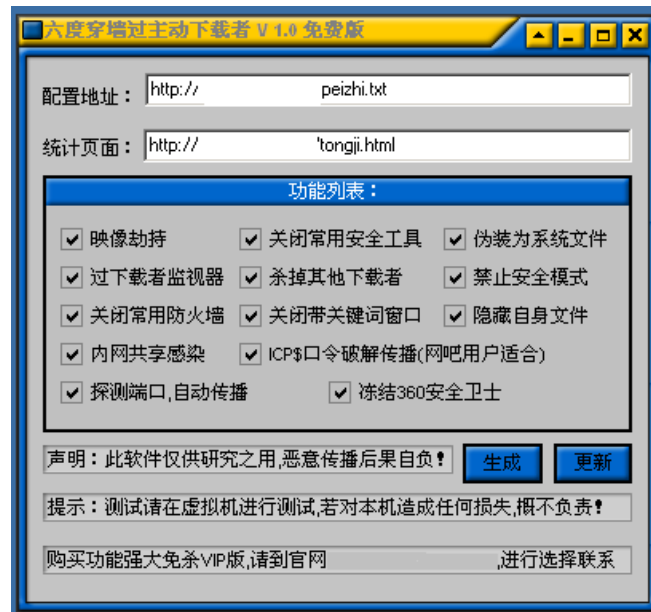 六度穿墙过主动下载者 V 1.0 免费版
配置地址： http:// peizhi.txt
统计页面： http:// 'tongji.html
功能列表：
映像劫持 关闭常用安全工具 伪装为系统文件
过下载者监视器 杀掉其他下载者 禁止安全模式
关闭常用防火墙 关闭带关键词窗口 隐藏自身文件
内网共享感染 ICP$口令破解传播(网吧用户适合)
探测端口,自动传播 冻结360安全卫士
声明：此软件仅供研究之用,恶意传播后果自负！ 生成 更新
提示：测试请在虚拟机进行测试,若对本机造成任何损失,概不负责！
购买功能强大免杀VIP版,请到官网 ,进行选择联系